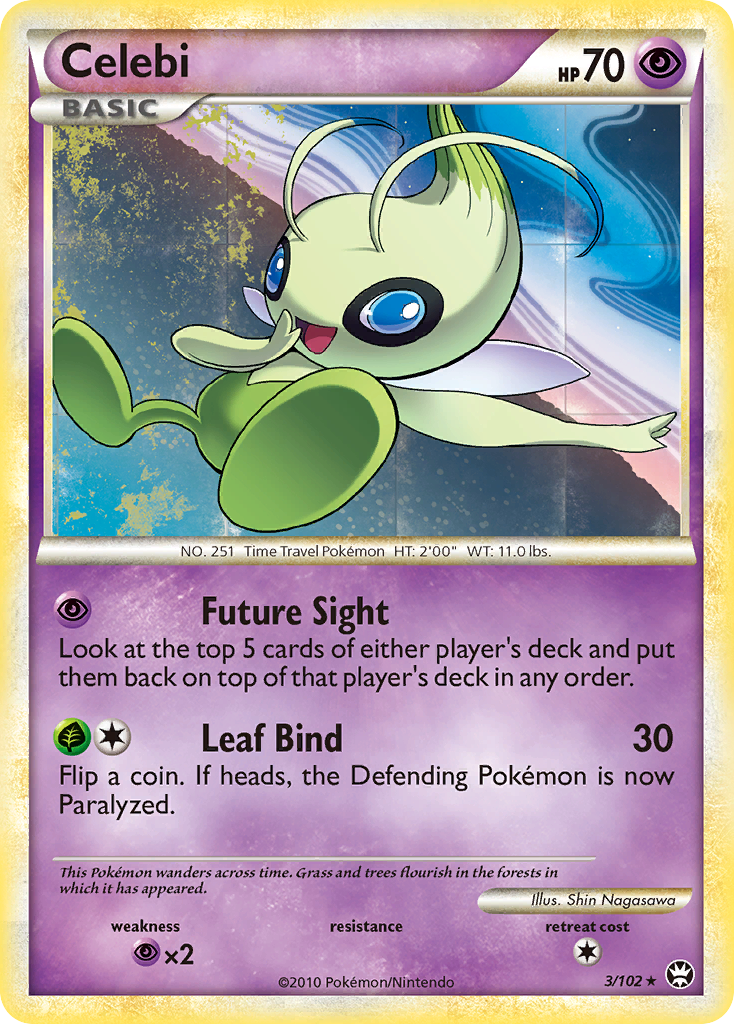 Celebi
HP 70
BASIC
NO. 251 Time Travel Pokémon HT: 2'00" WT: 11.0 lbs.
Future Sight
Look at the top 5 cards of either player's deck and put
them back on top of that player's deck in any order.
Leaf Bind 30
Flip a coin. If heads, the Defending Pokémon is now
Paralyzed.
This Pokémon wanders across time. Grass and trees flourish in the forests in
which it has appeared.
Illus. Shin Nagasawa
weakness resistance retreat cost
×2
©2010 Pokémon/Nintendo 3/102 ★